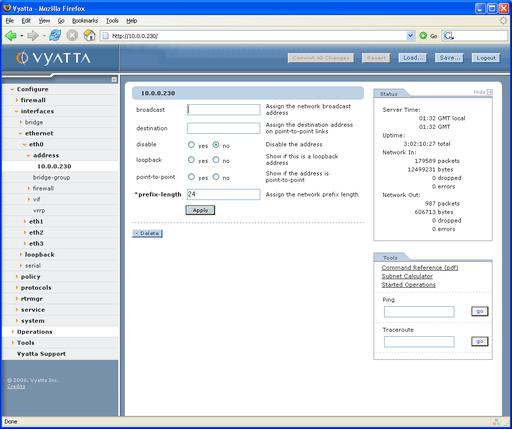 Vyatta - Mozilla Firefox
File Edit View Go Bookmarks Tools Help
http://10.0.0.230/ Go
VYATTA
Commit All Changes Revert Load... Save... Logout
Configure
firewall
interfaces
bridge
ethernet
eth0
address
10.0.0.230
bridge-group
firewall
vif
vrrp
eth1
eth2
eth3
loopback
serial
policy
protocols
rtrmgr
service
system
Operations
Tools
Vyatta Support
© 2006, Vyatta Inc.
Credits
10.0.0.230
broadcast Assign the network broadcast
address
destination Assign the destination address
on point-to-point links
disable yes no Disable the address
loopback yes no Show if this is a loopback
address
point-to-point yes no Show if the address is
point-to-point
*prefix-length 24 Assign the network prefix length
Apply
- Delete
Status Hide
Server Time:
01:32 GMT local
01:32 GMT
Uptime:
3:02:10:27 total
Network In:
179589 packets
12499231 bytes
0 dropped
0 errors
Network Out:
987 packets
606713 bytes
0 dropped
0 errors
Tools
Command Reference (pdf)
Subnet Calculator
Started Operations
Ping
go
Traceroute
go
Done